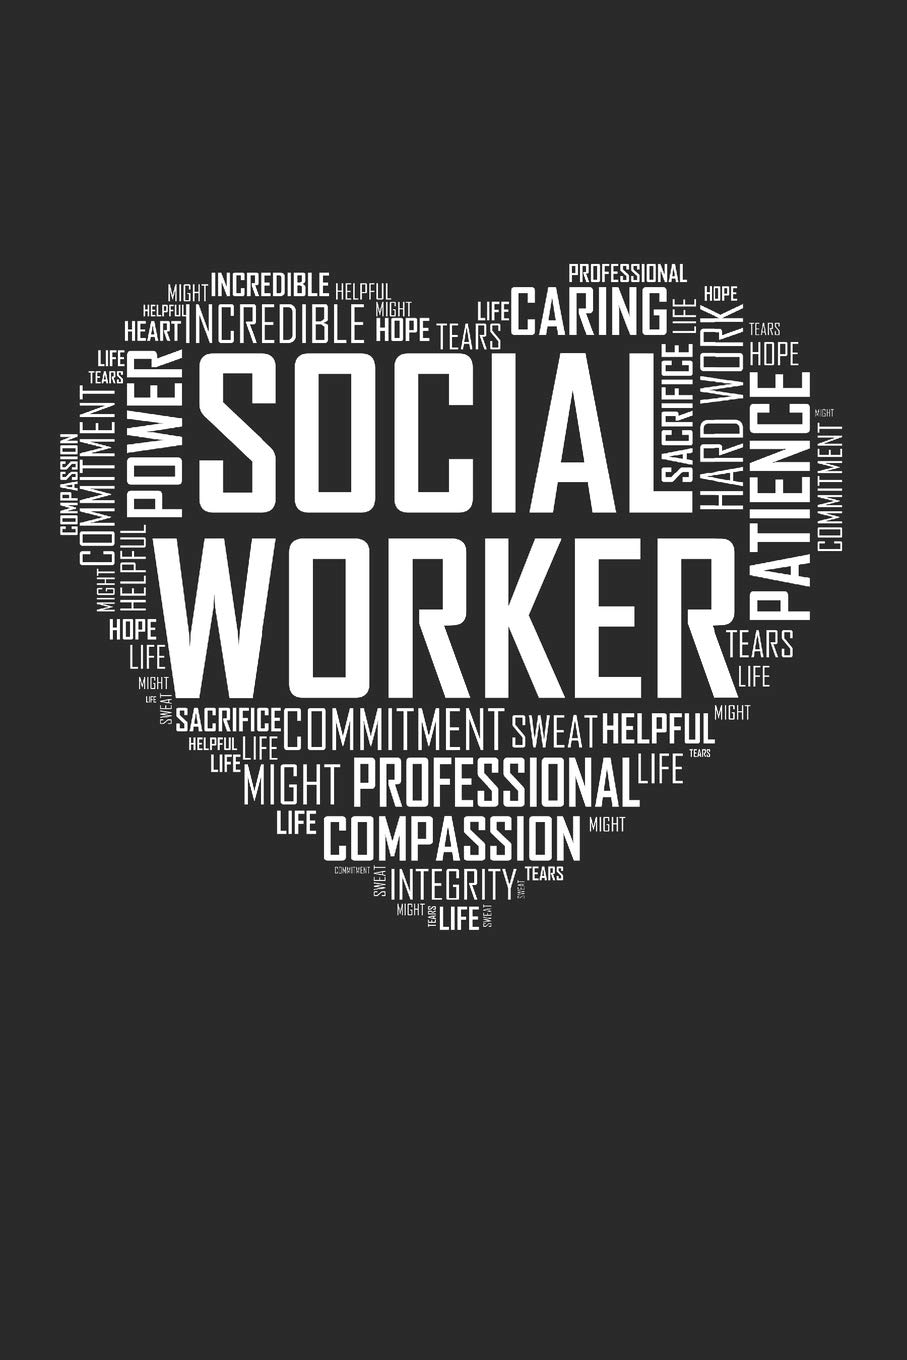 PROFESSIONAL
INCREDIBLE
MIGHT
HELPFUL
HOPE
LIFE
CARING
LIFE
HELPFUL
MIGHT
HEART
INCREDIBLE
HOPE
TEARS
TEARS
LIFE
TEARS
POWER
SOCIAL
SACRIFICE
HARD WORK
HOPE
PATIENCE
MIGHT
COMMITMENT
COMPASSION
COMMITMENT
HELPFUL
MIGHT
WORKER
HOPE
LIFE
TEARS
LIFE
MIGHT
LIFE
SWEAT
SACRIFICE
COMMITMENT
SWEAT
HELPFUL
MIGHT
HELPFUL
LIFE
TEARS
LIFE
MIGHT
PROFESSIONAL
LIFE
LIFE
COMPASSION
MIGHT
COMMITMENT
SWEAT
INTEGRITY
SWEAT
TEARS
MIGHT
TEARS
LIFE
SWEAT